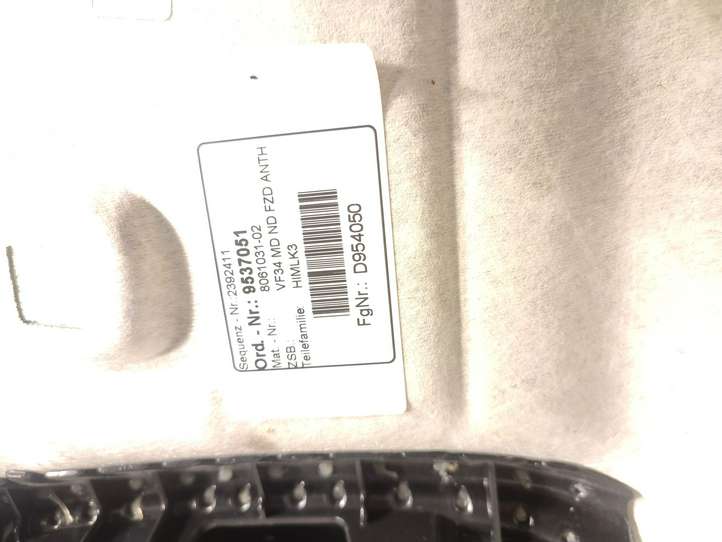 Sequenz - Nr. 2392411
Ord. - Nr.: 9537051
Mat. - Nr.: 8061031-02
ZSB.: VF34 MD ND FZD ANTH
Teilefamilie: HIMLK3
FgNr.: D954050